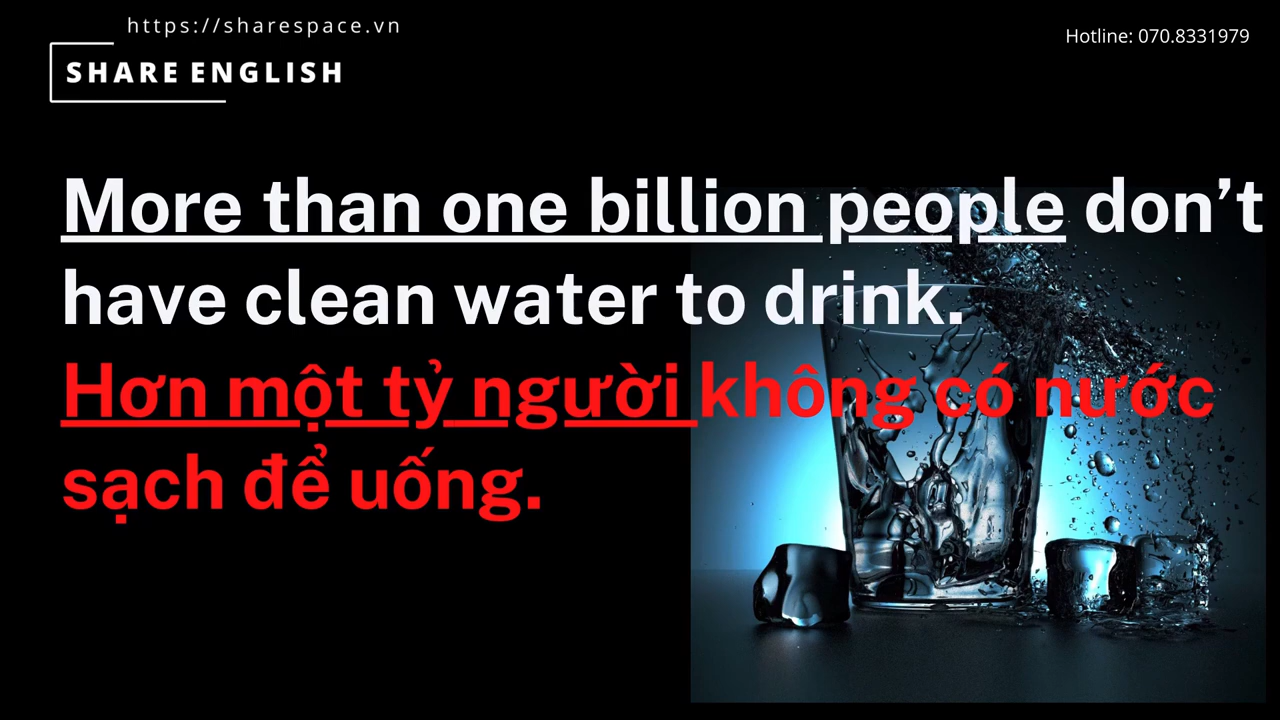 https://sharespace.vn
Hotline: 070.8331979
SHARE ENGLISH
More than one billion people don’t
have clean water to drink.
Hơn một tỷ người không có nước
sạch để uống.